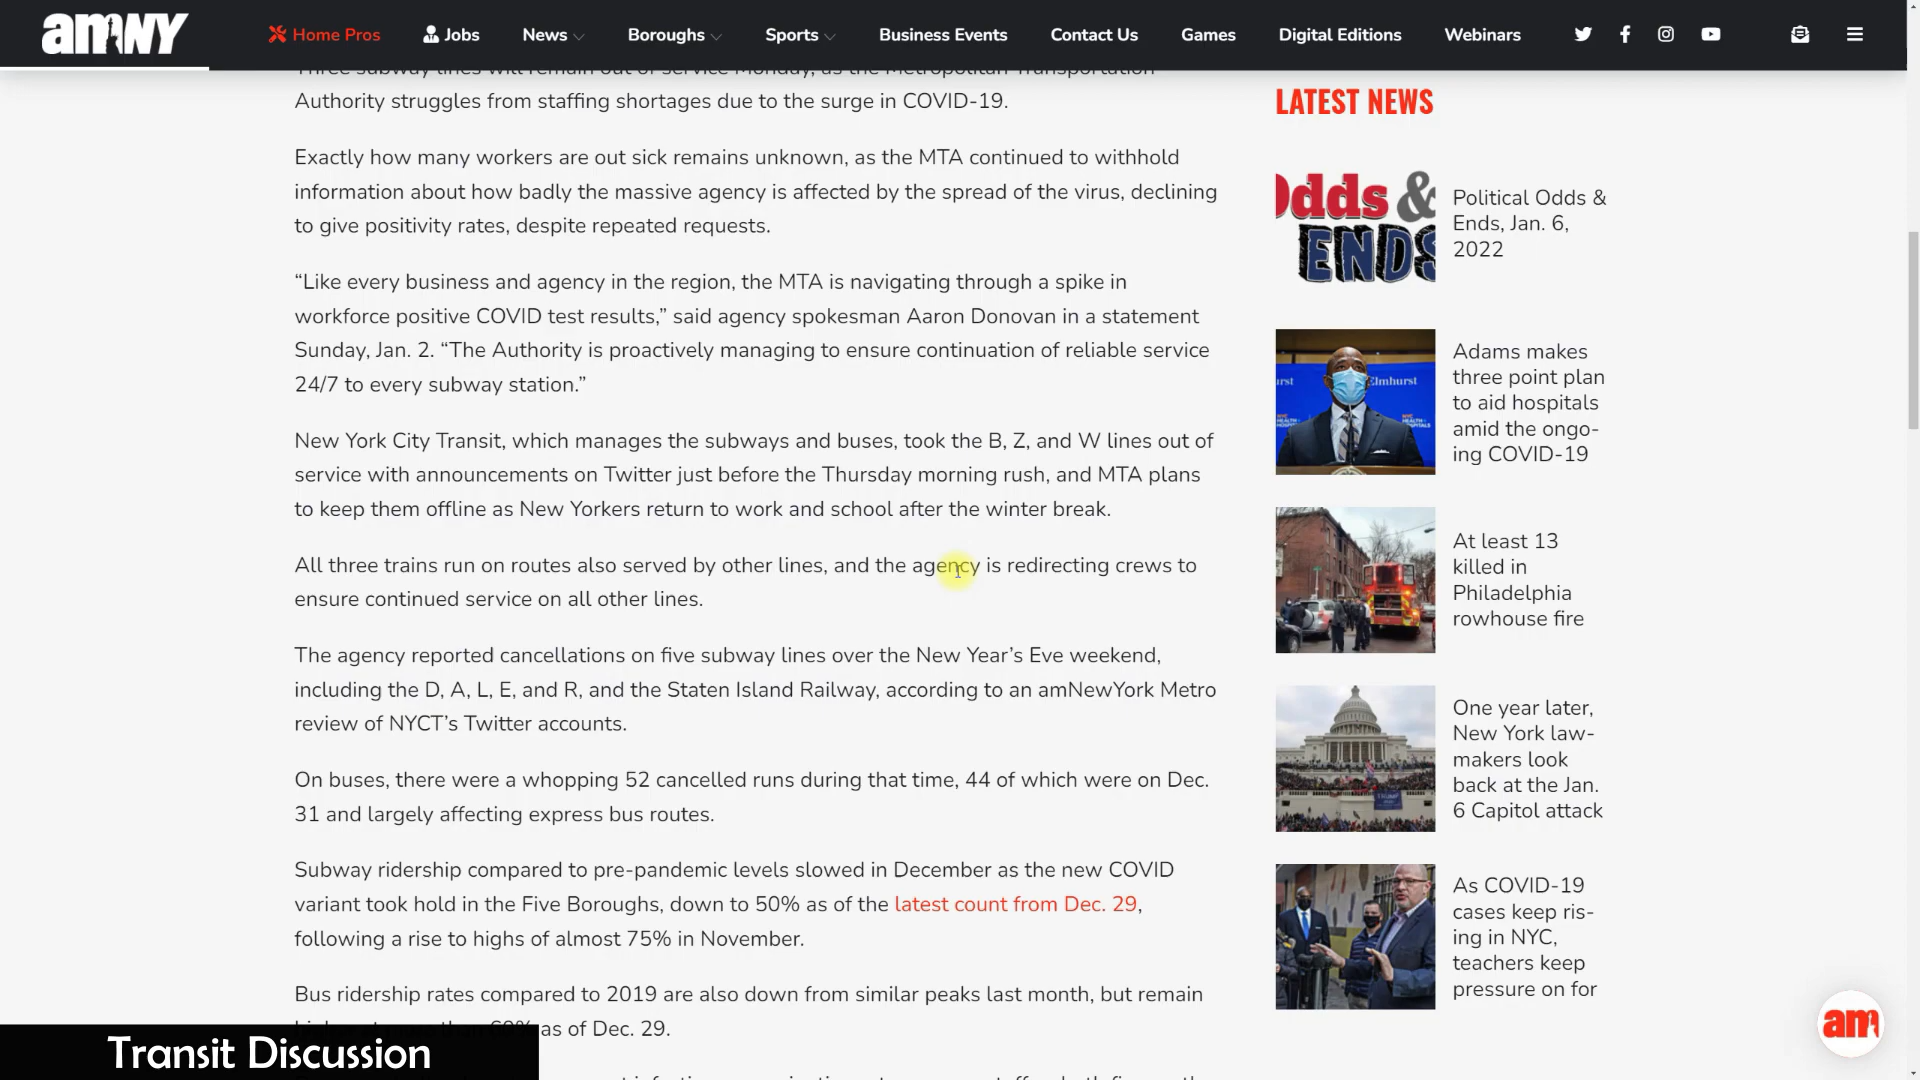 amNY
Home Pros
Jobs
News
Boroughs
Sports
Business Events
Contact Us
Games
Digital Editions
Webinars
Three subway lines will remain out of service Monday, as the Metropolitan Transportation
Authority struggles from staffing shortages due to the surge in COVID-19.
Exactly how many workers are out sick remains unknown, as the MTA continued to withhold
information about how badly the massive agency is affected by the spread of the virus, declining
to give positivity rates, despite repeated requests.
“Like every business and agency in the region, the MTA is navigating through a spike in
workforce positive COVID test results,” said agency spokesman Aaron Donovan in a statement
Sunday, Jan. 2. “The Authority is proactively managing to ensure continuation of reliable service
24/7 to every subway station.”
New York City Transit, which manages the subways and buses, took the B, Z, and W lines out of
service with announcements on Twitter just before the Thursday morning rush, and MTA plans
to keep them offline as New Yorkers return to work and school after the winter break.
All three trains run on routes also served by other lines, and the agency is redirecting crews to
ensure continued service on all other lines.
The agency reported cancellations on five subway lines over the New Year’s Eve weekend,
including the D, A, L, E, and R, and the Staten Island Railway, according to an amNewYork Metro
review of NYCT’s Twitter accounts.
On buses, there were a whopping 52 cancelled runs during that time, 44 of which were on Dec.
31 and largely affecting express bus routes.
Subway ridership compared to pre-pandemic levels slowed in December as the new COVID
variant took hold in the Five Boroughs, down to 50% as of the latest count from Dec. 29,
following a rise to highs of almost 75% in November.
Bus ridership rates compared to 2019 are also down from similar peaks last month, but remain
as of Dec. 29.
LATEST NEWS
Odds &
ENDS
Political Odds &
Ends, Jan. 6,
2022
Elmhurst
Adams makes
three point plan
to aid hospitals
amid the ongo-
ing COVID-19
At least 13
killed in
Philadelphia
rowhouse fire
TRUMP
One year later,
New York law-
makers look
back at the Jan.
6 Capitol attack
As COVID-19
cases keep ris-
ing in NYC,
teachers keep
pressure on for
am
Transit Discussion